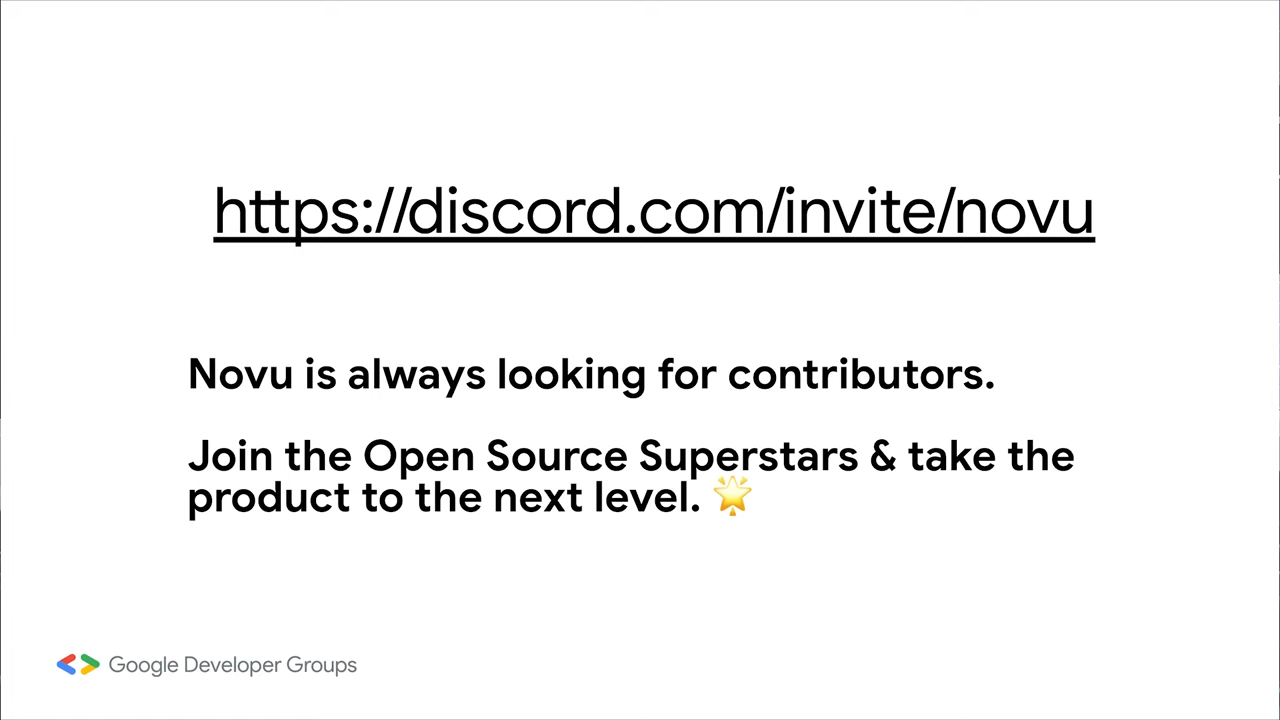 https://discord.com/invite/novu
Novu is always looking for contributors.
Join the Open Source Superstars & take the
product to the next level. 🌟
Google Developer Groups